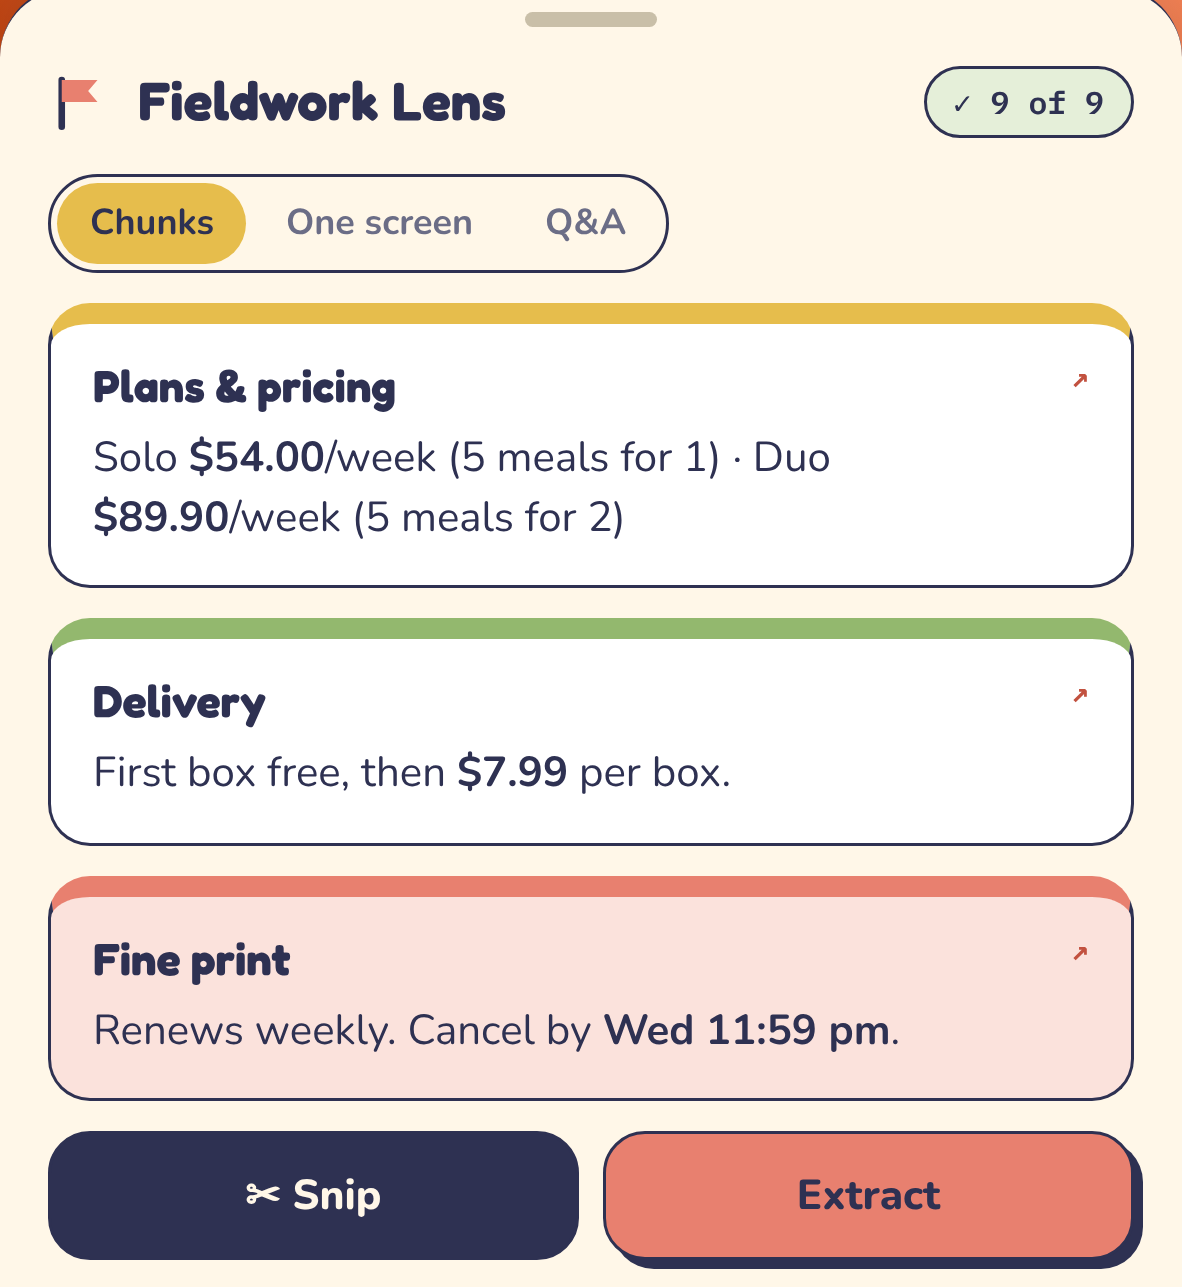 Fieldwork Lens
✓ 9 of 9
Chunks One screen Q&A
Plans & pricing ↗
Solo $54.00/week (5 meals for 1) · Duo
$89.90/week (5 meals for 2)
Delivery ↗
First box free, then $7.99 per box.
Fine print ↗
Renews weekly. Cancel by Wed 11:59 pm.
✂ Snip
Extract